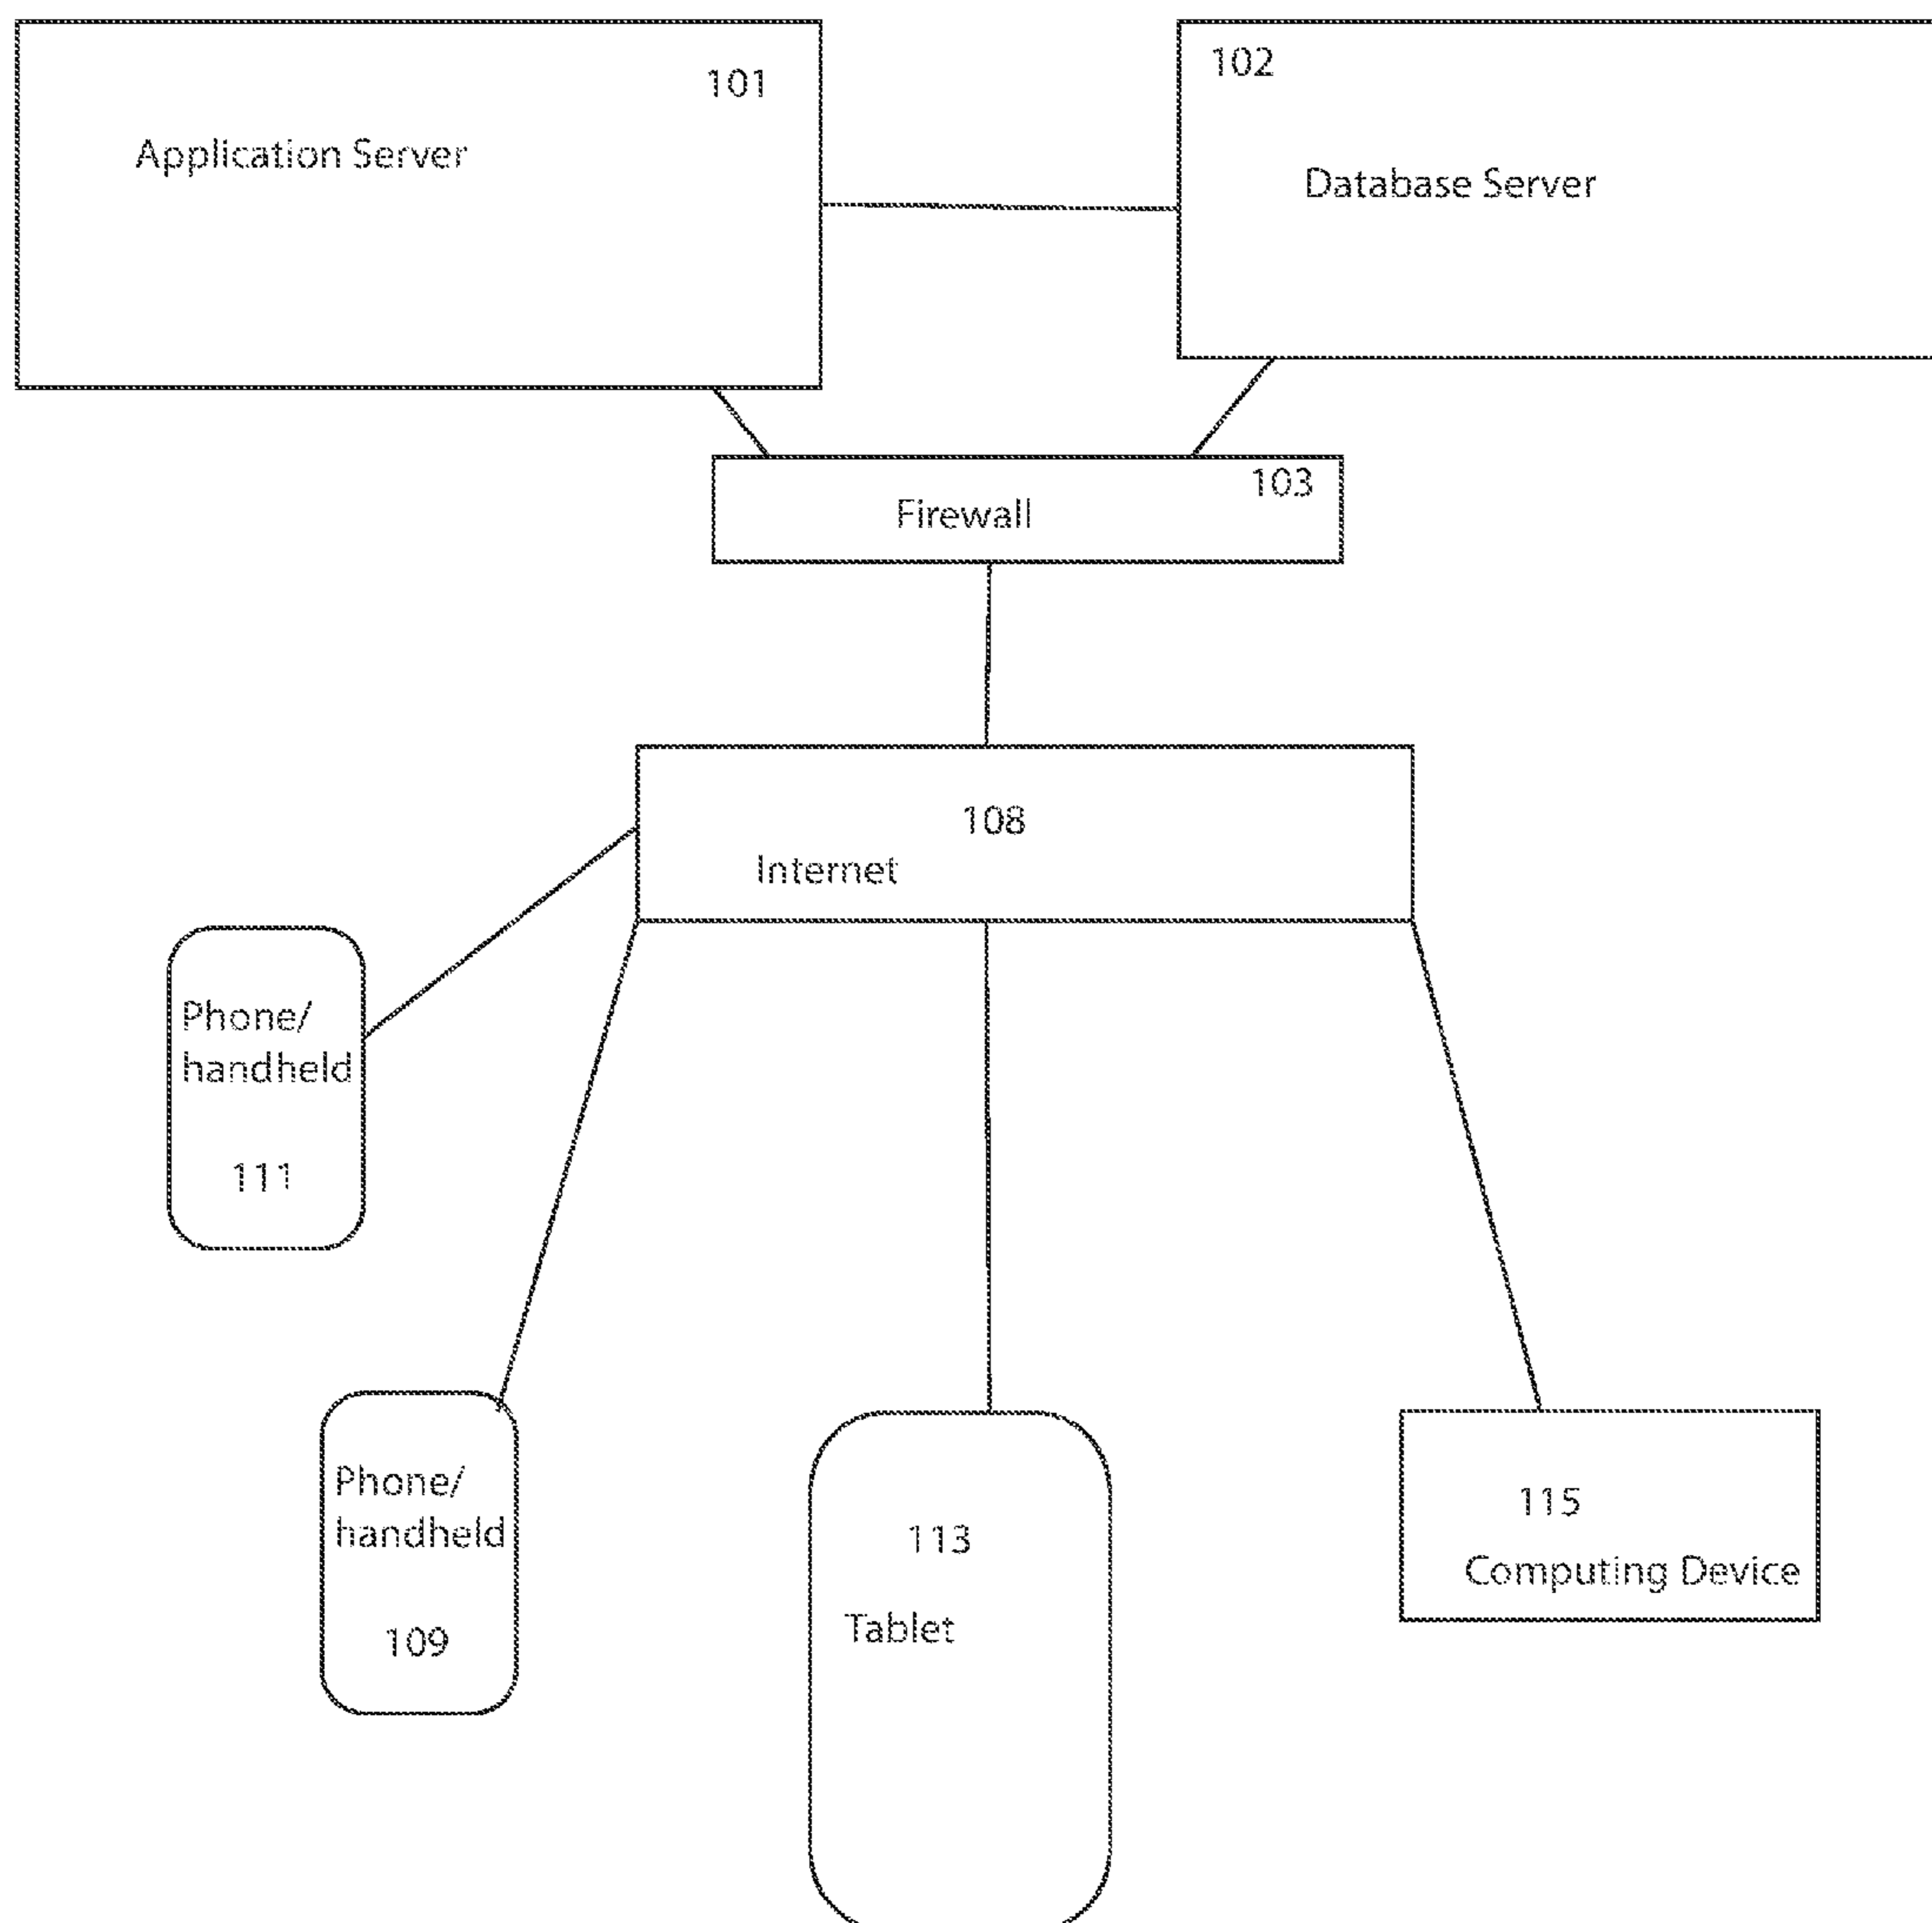 101
Application Server
102
Database Server
103
Firewall
108
Internet
Phone/
handheld
111
Phone/
handheld
109
113
Tablet
115
Computing Device